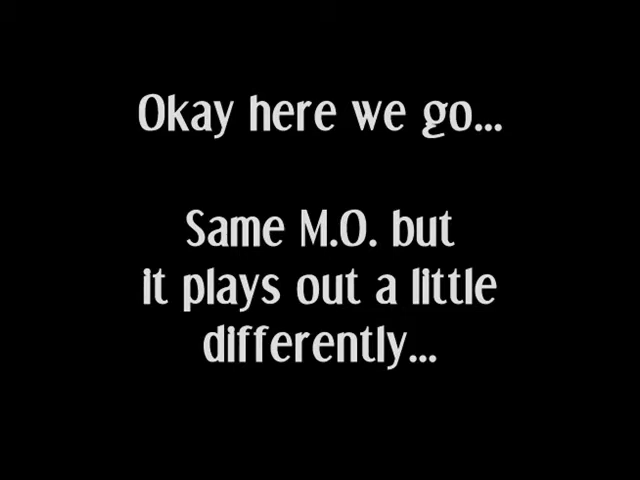 Okay here we go...
Same M.O. but
it plays out a little
differently...